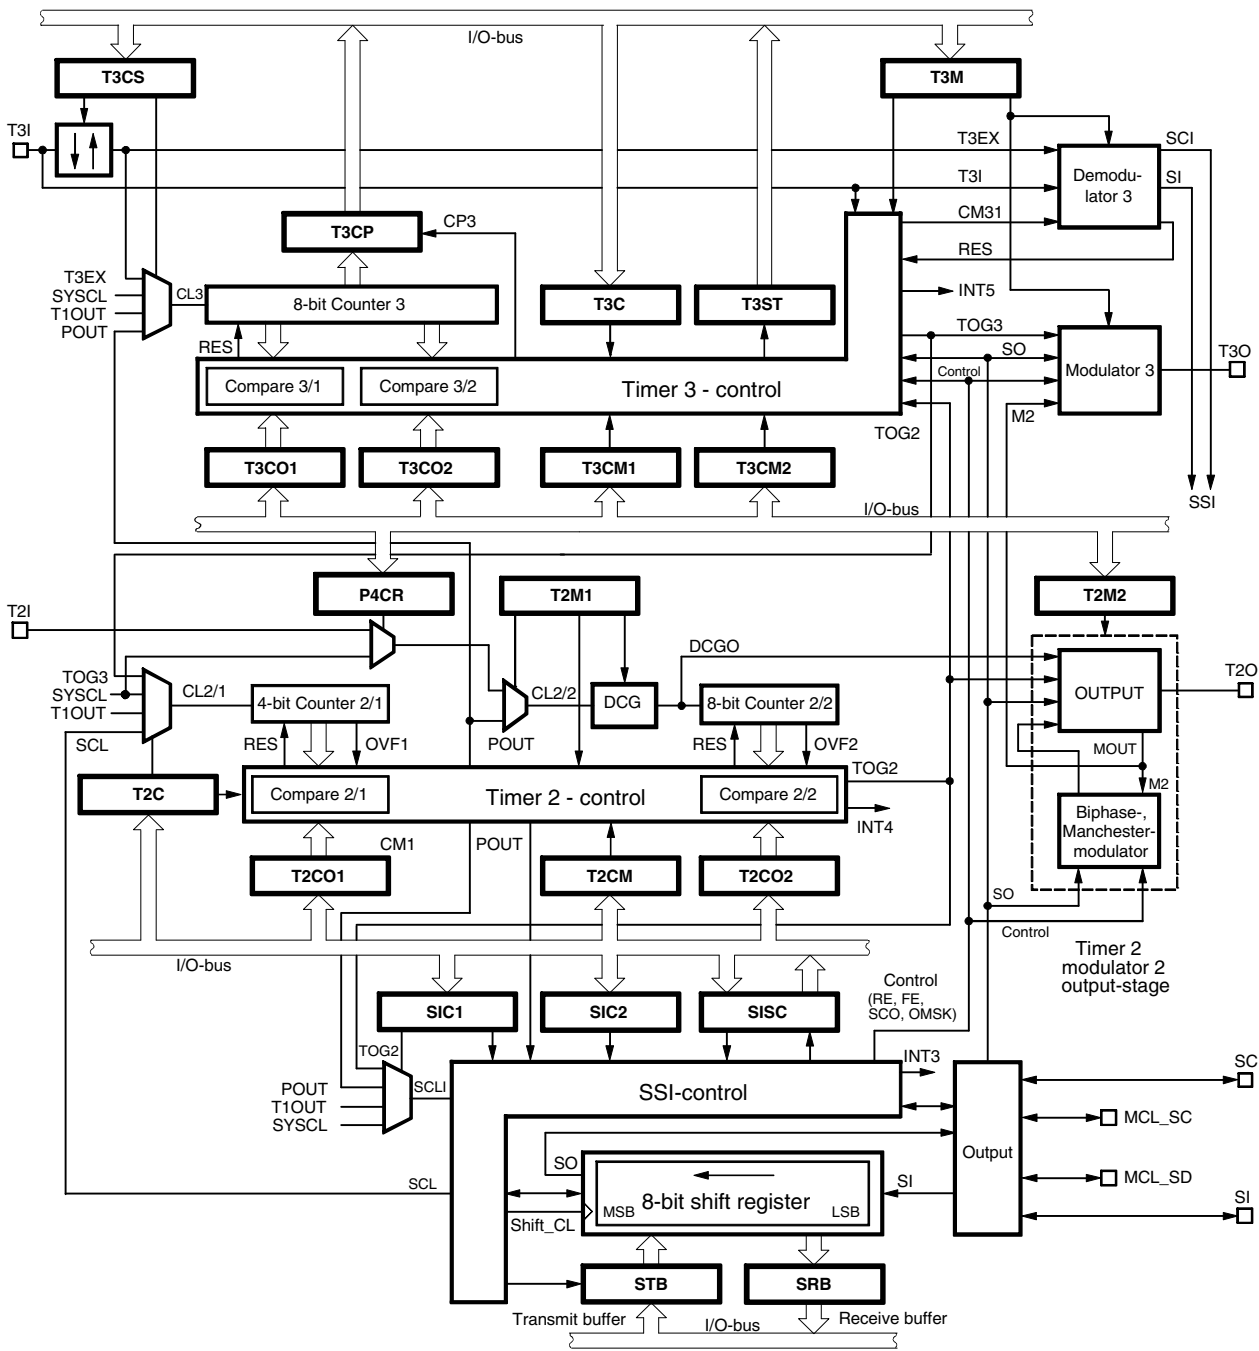 I/O-bus
T3CS
T3M
T3I
T3EX
SCI
T3I
SI
Demodu-
lator 3
T3CP
CP3
CM31
RES
T3EX
SYSCL
T1OUT
POUT
CL3
8-bit Counter 3
T3C
T3ST
INT5
TOG3
RES
SO
Control
Modulator 3
T3O
Compare 3/1
Compare 3/2
Timer 3 - control
M2
TOG2
T3CO1
T3CO2
T3CM1
T3CM2
SSI
I/O-bus
P4CR
T2M1
T2M2
T2I
DCGO
TOG3
SYSCL
T1OUT
SCL
CL2/1
4-bit Counter 2/1
CL2/2
DCG
8-bit Counter 2/2
OUTPUT
T2O
POUT
RES
OVF1
RES
OVF2
MOUT
TOG2
M2
T2C
Compare 2/1
Timer 2 - control
Compare 2/2
INT4
Biphase-,
Manchester-
modulator
CM1
POUT
T2CO1
T2CM
T2CO2
SO
Control
I/O-bus
Timer 2
modulator 2
output-stage
Control
(RE, FE,
SCO, OMSK)
SIC1
SIC2
SISC
TOG2
INT3
POUT
T1OUT
SYSCL
SCLI
SSI-control
SC
MCL_SC
Output
SO
SCL
SI
MCL_SD
8-bit shift register
MSB
LSB
Shift_CL
SI
STB
SRB
Transmit buffer
I/O-bus
Receive buffer